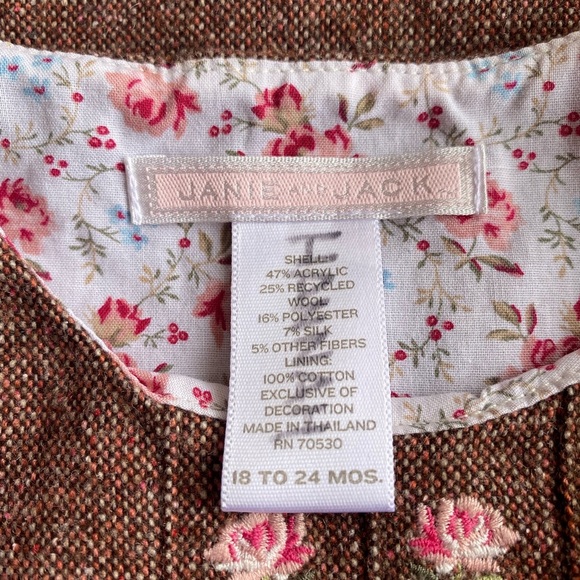 JANIE AND JACK
SHELL:
47% ACRYLIC
25% RECYCLED
WOOL
16% POLYESTER
7% SILK
5% OTHER FIBERS
LINING:
100% COTTON
EXCLUSIVE OF
DECORATION
MADE IN THAILAND
RN 70530
18 TO 24 MOS.